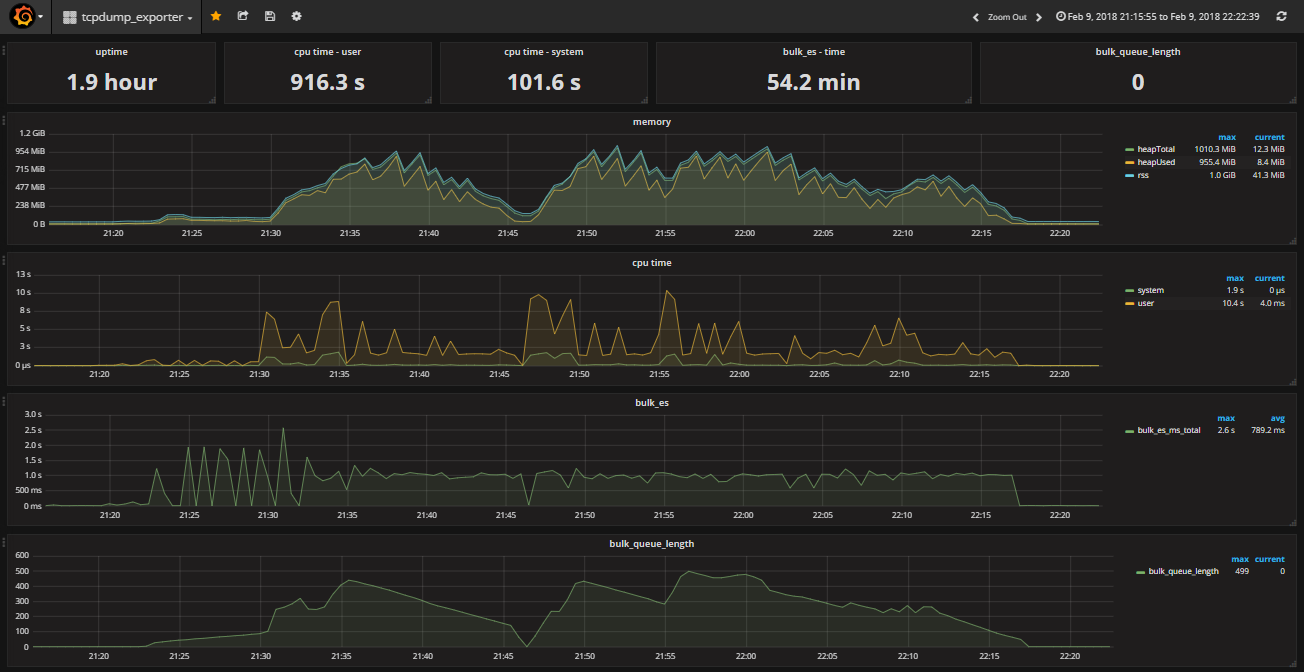 tcpdump_exporter Zoom Out Feb 9, 2018 21:15:55 to Feb 9, 2018 22:22:39
uptime cpu time - user cpu time - system bulk_es - time bulk_queue_length
1.9 hour 916.3 s 101.6 s 54.2 min 0
memory
1.2 GiB
954 MiB
715 MiB
477 MiB
238 MiB
0 B
21:20 21:25 21:30 21:35 21:40 21:45 21:50 21:55 22:00 22:05 22:10 22:15 22:20
max current
heapTotal 1010.3 MiB 12.3 MiB
heapUsed 955.4 MiB 8.4 MiB
rss 1.0 GiB 41.3 MiB
cpu time
13 s
10 s
8 s
5 s
3 s
0 µs
21:20 21:25 21:30 21:35 21:40 21:45 21:50 21:55 22:00 22:05 22:10 22:15 22:20
max current
system 1.9 s 0 µs
user 10.4 s 4.0 ms
bulk_es
3.0 s
2.5 s
2.0 s
1.5 s
1.0 s
500 ms
0 ms
21:20 21:25 21:30 21:35 21:40 21:45 21:50 21:55 22:00 22:05 22:10 22:15 22:20
max avg
bulk_es_ms_total 2.6 s 789.2 ms
bulk_queue_length
600
500
400
300
200
100
0
21:20 21:25 21:30 21:35 21:40 21:45 21:50 21:55 22:00 22:05 22:10 22:15 22:20
max current
bulk_queue_length 499 0